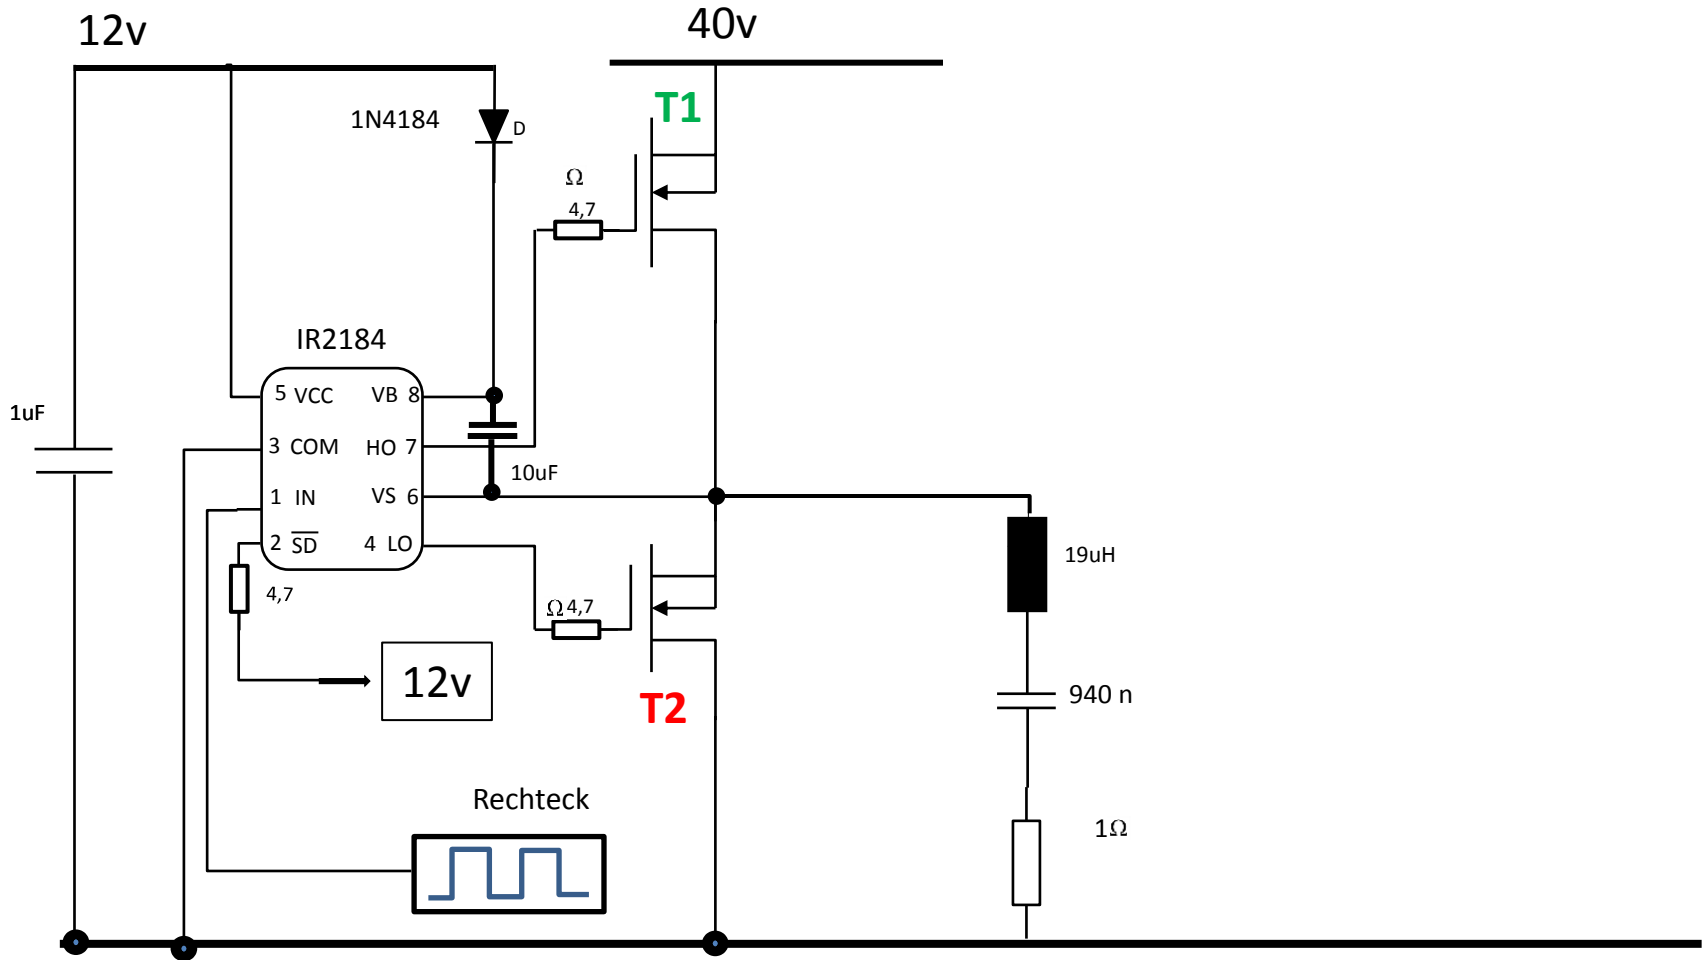 12v
40v
T1
1N4184
D
Ω
4,7
IR2184
5 VCC VB 8
1uF
3 COM HO 7
10uF
1 IN VS 6
2 SD 4 LO
19uH
4,7
Ω 4,7
12v
T2
940 n
Rechteck
1Ω